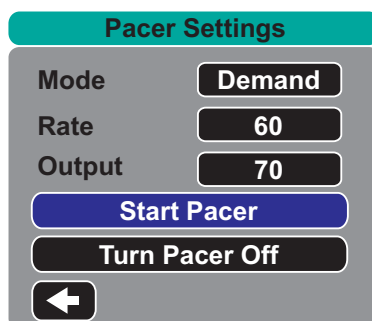 Pacer Settings
Mode Demand
Rate 60
Output 70
Start Pacer
Turn Pacer Off